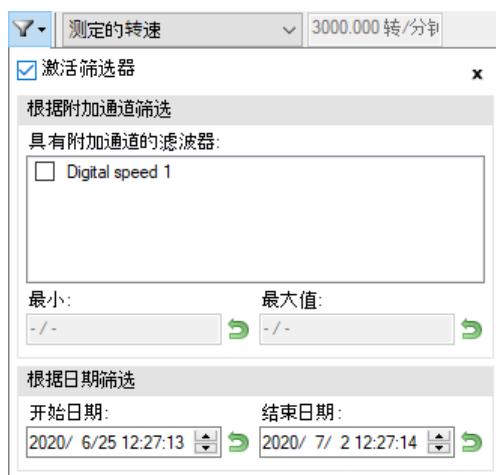 测定的转速 3000.000 转/分钟
激活筛选器 x
根据附加通道筛选
具有附加通道的滤波器:
Digital speed 1
最小: 最大值:
-/- -/-
根据日期筛选
开始日期: 结束日期:
2020/ 6/25 12:27:13 2020/ 7/ 2 12:27:14